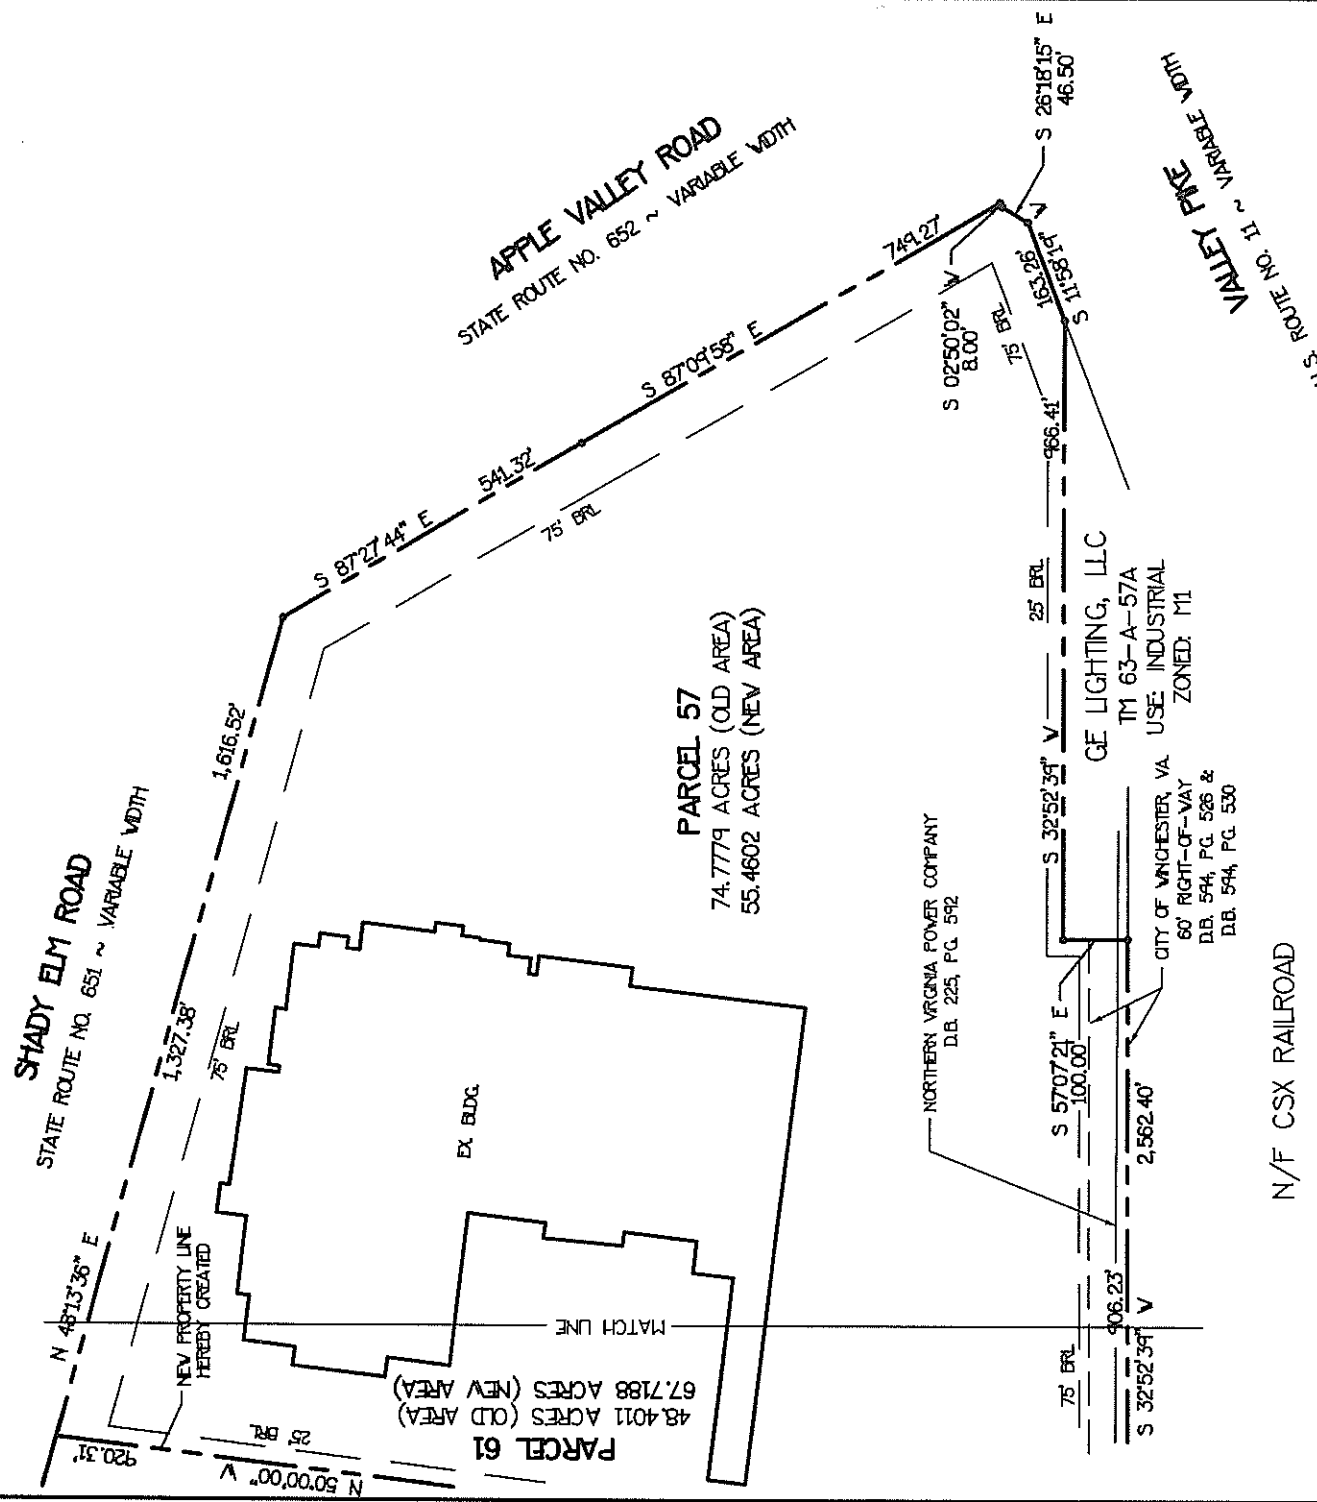 S 26°18'15" E
46.50'
APPLE VALLEY ROAD
STATE ROUTE NO. 652 ~ VARIABLE WIDTH
VALLEY PIKE
U.S. ROUTE NO. 11 ~ VARIABLE WIDTH
749.27'
S 02°50'02" W
8.00'
163.26'
S 11°58'19" W
75' BRL
S 87°09'58" E
541.32'
S 87°27'44" E
75' BRL
966.41'
25' BRL
S 32°52'39" W
GE LIGHTING, LLC
TM 63-A-57A
USE: INDUSTRIAL
ZONED: M1
PARCEL 57
74.7779 ACRES (OLD AREA)
55.4602 ACRES (NEW AREA)
SHADY ELM ROAD
STATE ROUTE NO. 651 ~ VARIABLE WIDTH
1,616.52'
1,327.38'
75' BRL
N 48°13'36" E
NEW PROPERTY LINE
HEREBY CREATED
EX. BLDG.
NORTHERN VIRGINIA POWER COMPANY
D.B. 225, PG. 592
CITY OF WINCHESTER, VA.
60' RIGHT-OF-WAY
D.B. 594, PG. 526 &
D.B. 594, PG. 530
S 57°07'21" E
100.00'
2,562.40'
N/F CSX RAILROAD
906.23'
75' BRL
S 32°52'39" W
MATCH LINE
PARCEL 61
48.4011 ACRES (OLD AREA)
67.7188 ACRES (NEW AREA)
25' BRL
920.31'
N 50°00'00" W